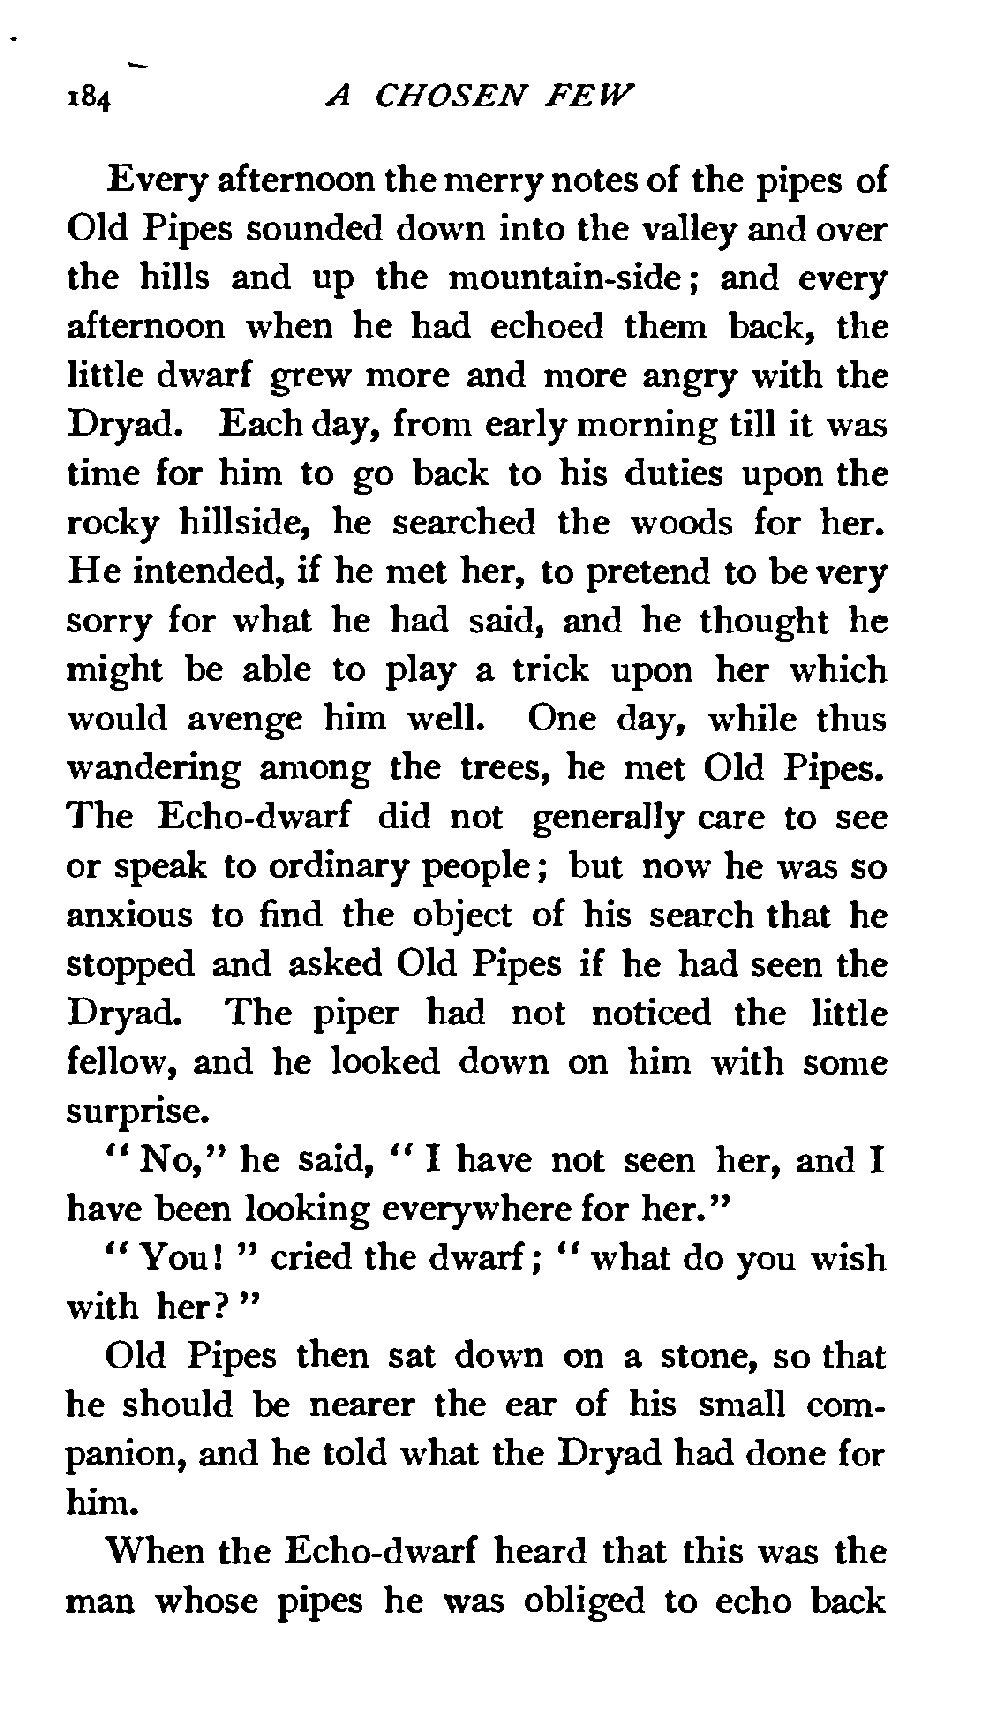 184 A CHOSEN FEW
Every afternoon the merry notes of the pipes of
Old Pipes sounded down into the valley and over
the hills and up the mountain-side; and every
afternoon when he had echoed them back, the
little dwarf grew more and more angry with the
Dryad. Each day, from early morning till it was
time for him to go back to his duties upon the
rocky hillside, he searched the woods for her.
He intended, if he met her, to pretend to be very
sorry for what he had said, and he thought he
might be able to play a trick upon her which
would avenge him well. One day, while thus
wandering among the trees, he met Old Pipes.
The Echo-dwarf did not generally care to see
or speak to ordinary people; but now he was so
anxious to find the object of his search that he
stopped and asked Old Pipes if he had seen the
Dryad. The piper had not noticed the little
fellow, and he looked down on him with some
surprise.
"No," he said, "I have not seen her, and I
have been looking everywhere for her."
"You!" cried the dwarf; "what do you wish
with her?"
Old Pipes then sat down on a stone, so that
he should be nearer the ear of his small com-
panion, and he told what the Dryad had done for
him.
When the Echo-dwarf heard that this was the
man whose pipes he was obliged to echo back